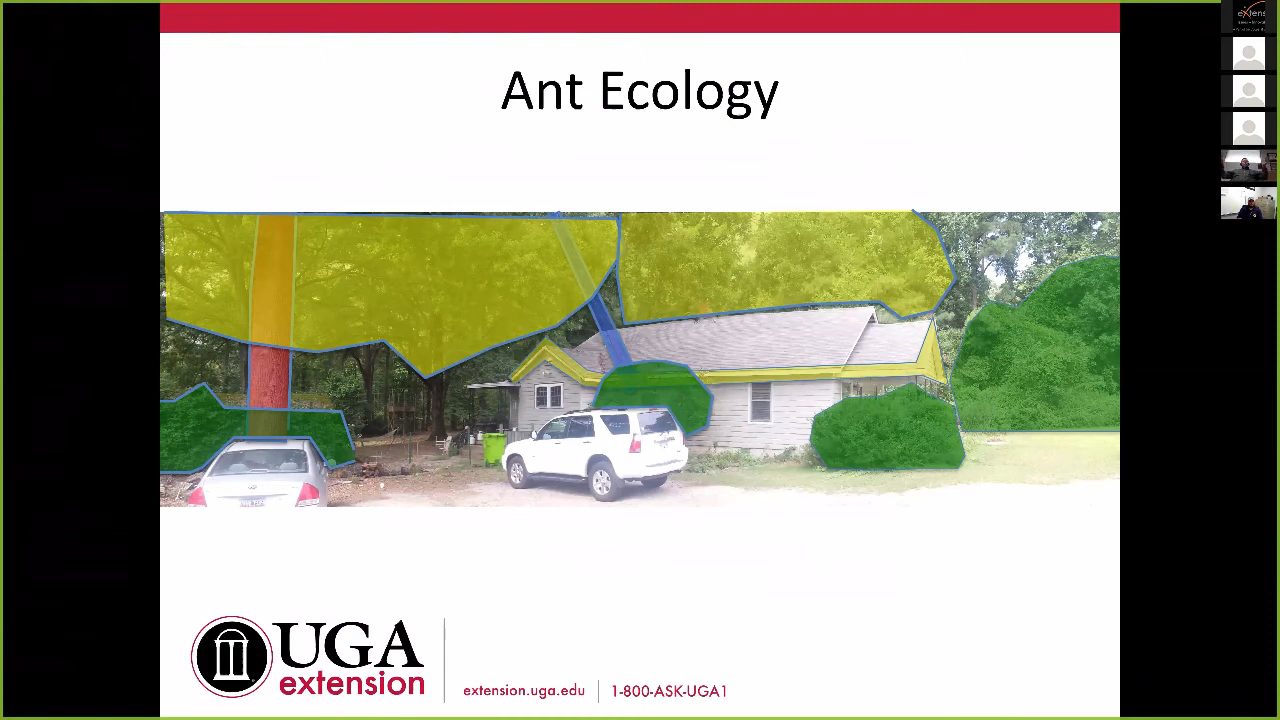 Ant Ecology
UGA
extension
extension.uga.edu
1-800-ASK-UGA1